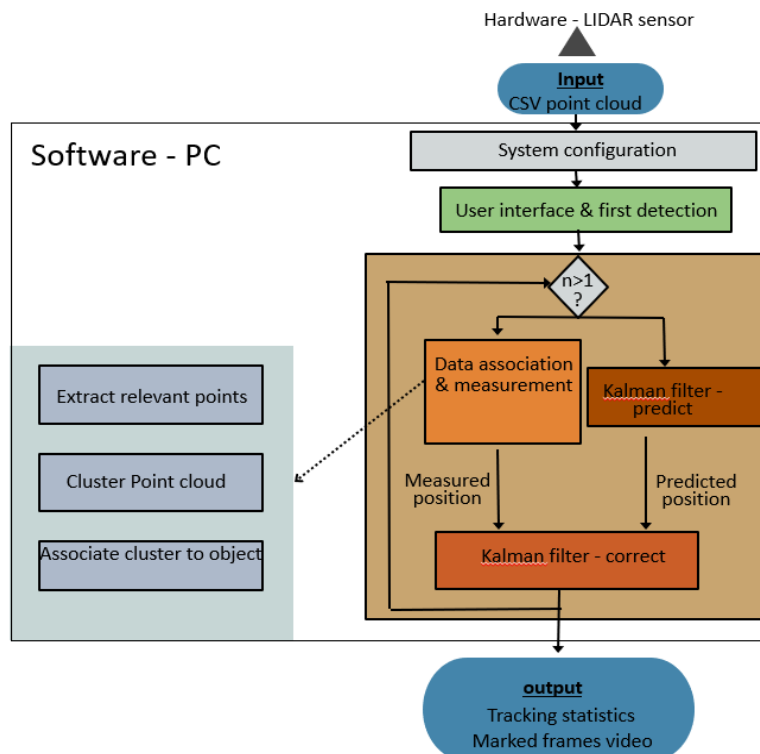 Hardware - LIDAR sensor
Input
CSV point cloud
Software - PC
System configuration
User interface & first detection
n>1
?
Data association
& measurement
Kalman filter -
predict
Extract relevant points
Cluster Point cloud
Associate cluster to object
Measured
position
Predicted
position
Kalman filter - correct
output
Tracking statistics
Marked frames video